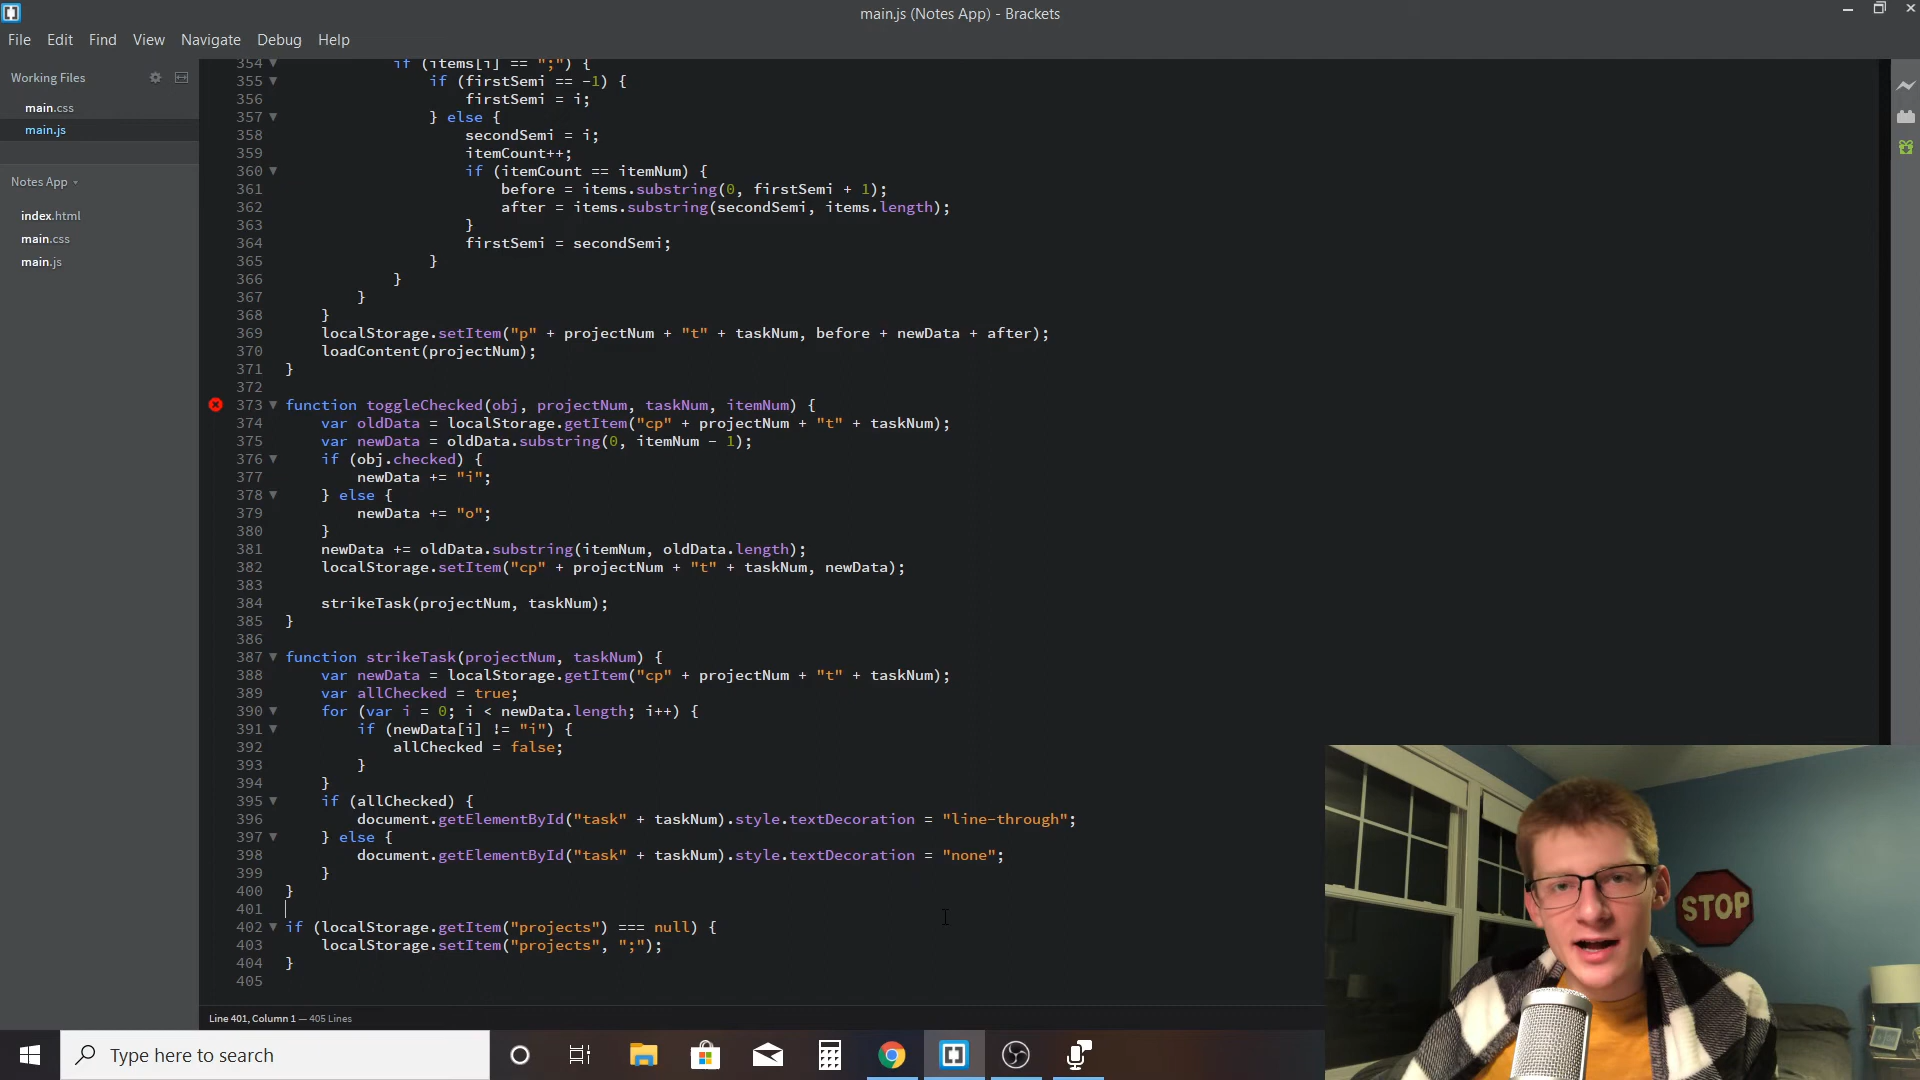 main.js (Notes App) - Brackets
File Edit Find View Navigate Debug Help
Working Files
main.css
main.js
Notes App
index.html
main.css
main.js
354 if (items[i] == ";") {
355 if (firstSemi == -1) {
356 firstSemi = i;
357 } else {
358 secondSemi = i;
359 itemCount++;
360 if (itemCount == itemNum) {
361 before = items.substring(0, firstSemi + 1);
362 after = items.substring(secondSemi, items.length);
363 }
364 firstSemi = secondSemi;
365 }
366 }
367 }
368 }
369 localStorage.setItem("p" + projectNum + "t" + taskNum, before + newData + after);
370 loadContent(projectNum);
371 }
372
373 function toggleChecked(obj, projectNum, taskNum, itemNum) {
374 var oldData = localStorage.getItem("cp" + projectNum + "t" + taskNum);
375 var newData = oldData.substring(0, itemNum - 1);
376 if (obj.checked) {
377 newData += "i";
378 } else {
379 newData += "o";
380 }
381 newData += oldData.substring(itemNum, oldData.length);
382 localStorage.setItem("cp" + projectNum + "t" + taskNum, newData);
383
384 strikeTask(projectNum, taskNum);
385 }
386
387 function strikeTask(projectNum, taskNum) {
388 var newData = localStorage.getItem("cp" + projectNum + "t" + taskNum);
389 var allChecked = true;
390 for (var i = 0; i < newData.length; i++) {
391 if (newData[i] != "i") {
392 allChecked = false;
393 }
394 }
395 if (allChecked) {
396 document.getElementById("task" + taskNum).style.textDecoration = "line-through";
397 } else {
398 document.getElementById("task" + taskNum).style.textDecoration = "none";
399 }
400 }
401
402 if (localStorage.getItem("projects") === null) {
403 localStorage.setItem("projects", ";");
404 }
405
Line 401, Column 1 — 405 Lines
STOP
Type here to search